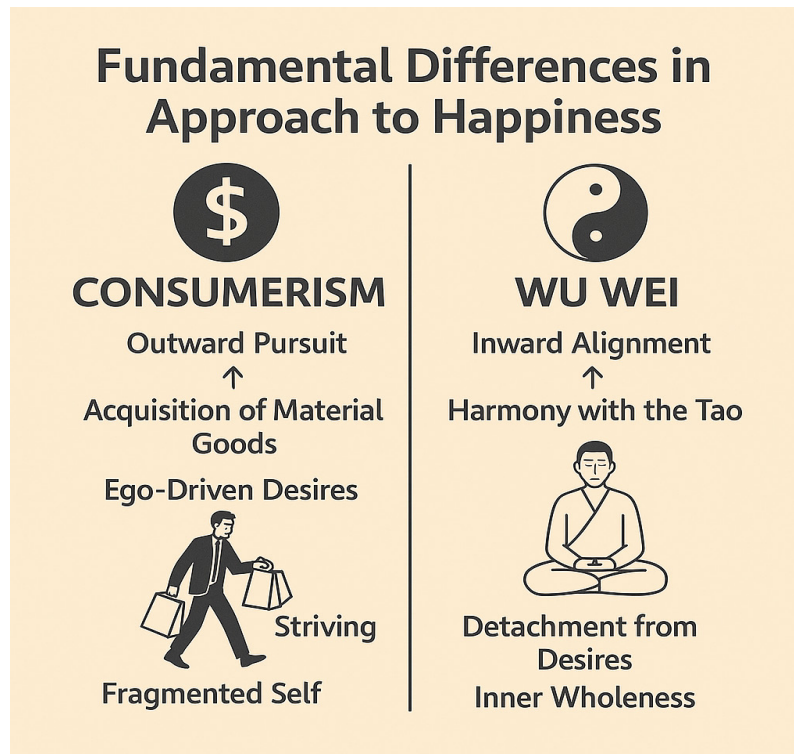 Fundamental Differences in
Approach to Happiness
$
CONSUMERISM
Outward Pursuit
↑
Acquisition of Material
Goods
Ego-Driven Desires
Striving
Fragmented Self
WU WEI
Inward Alignment
↑
Harmony with the Tao
Detachment from
Desires
Inner Wholeness